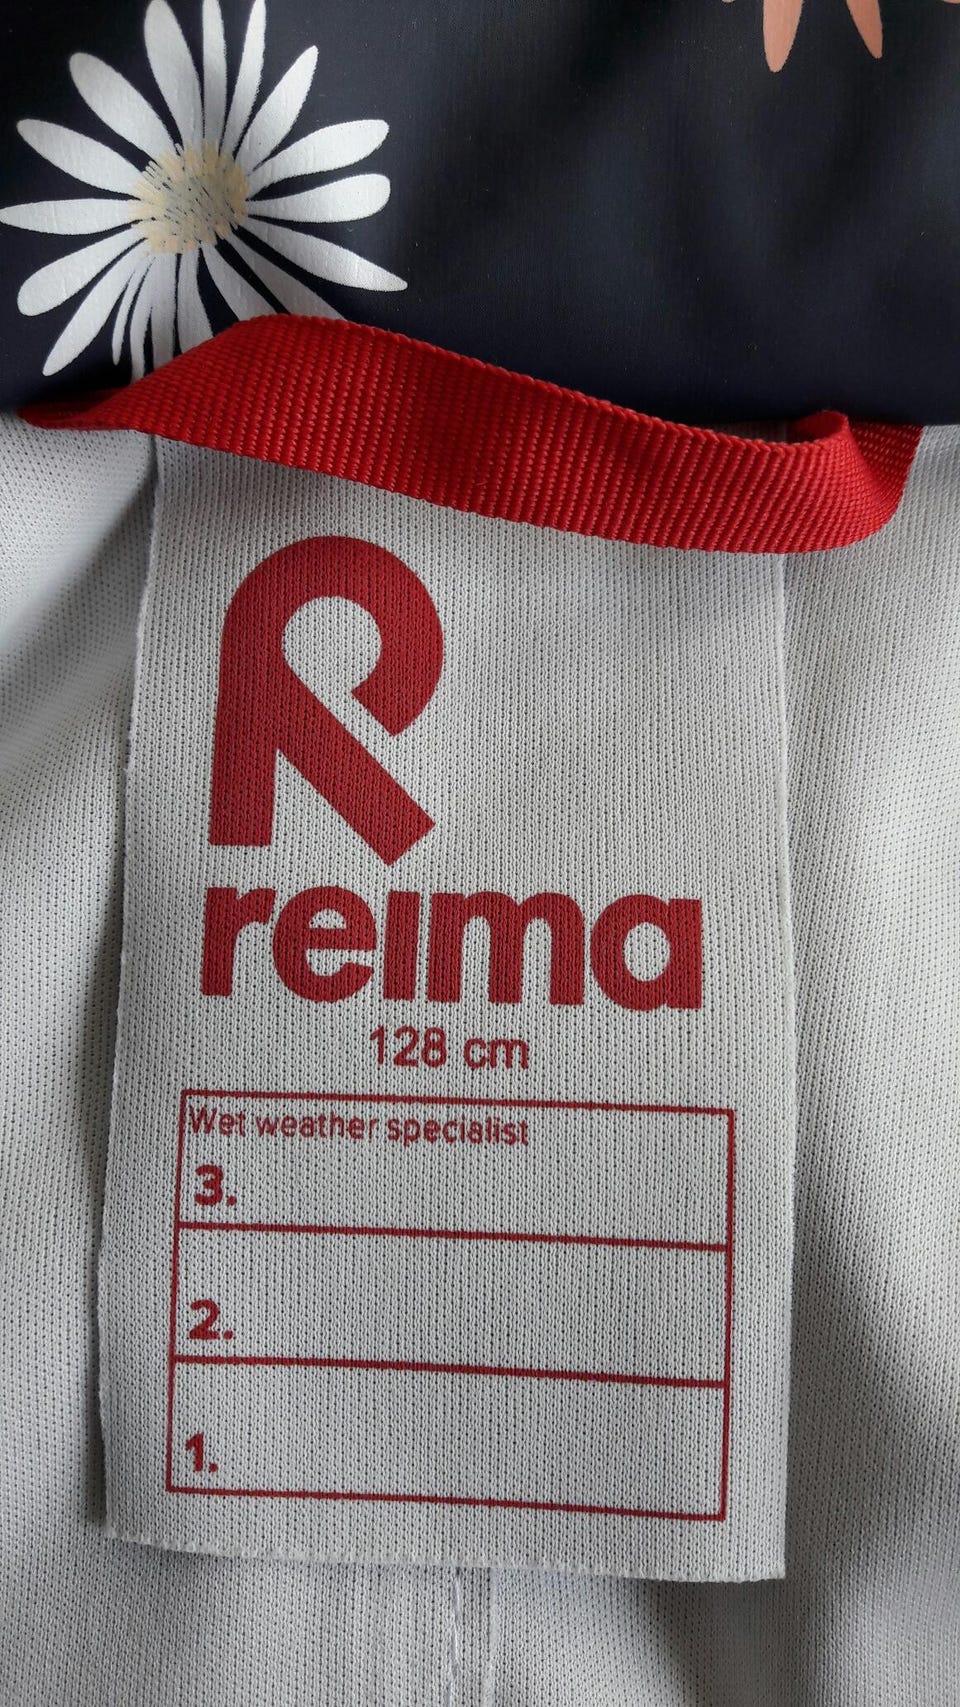 R
reima
128 cm
Wet weather specialist
3.
2.
1.